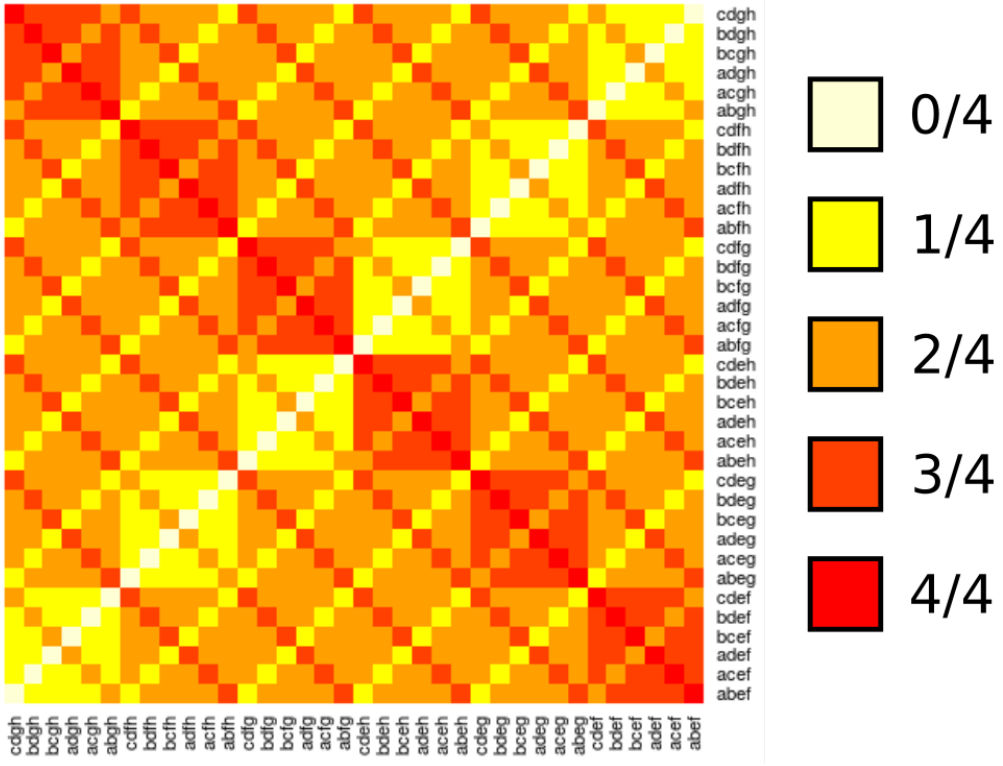 cdgh
bdgh
bcgh
adgh
acgh
abgh
cdfh
bdfh
bcfh
adfh
acfh
abfh
cdfg
bdfg
bcfg
adfg
acfg
abfg
cdeh
bdeh
bceh
adeh
aceh
abeh
cdeg
bdeg
bceg
adeg
aceg
abeg
cdef
bdef
bcef
adef
acef
abef
cdgh
bdgh
bcgh
adgh
acgh
abgh
cdfh
bdfh
bcfh
adfh
acfh
abfh
cdfg
bdfg
bcfg
adfg
acfg
abfg
cdeh
bdeh
bceh
adeh
aceh
abeh
cdeg
bdeg
bceg
adeg
aceg
abeg
cdef
bdef
bcef
adef
acef
abef
0/4
1/4
2/4
3/4
4/4